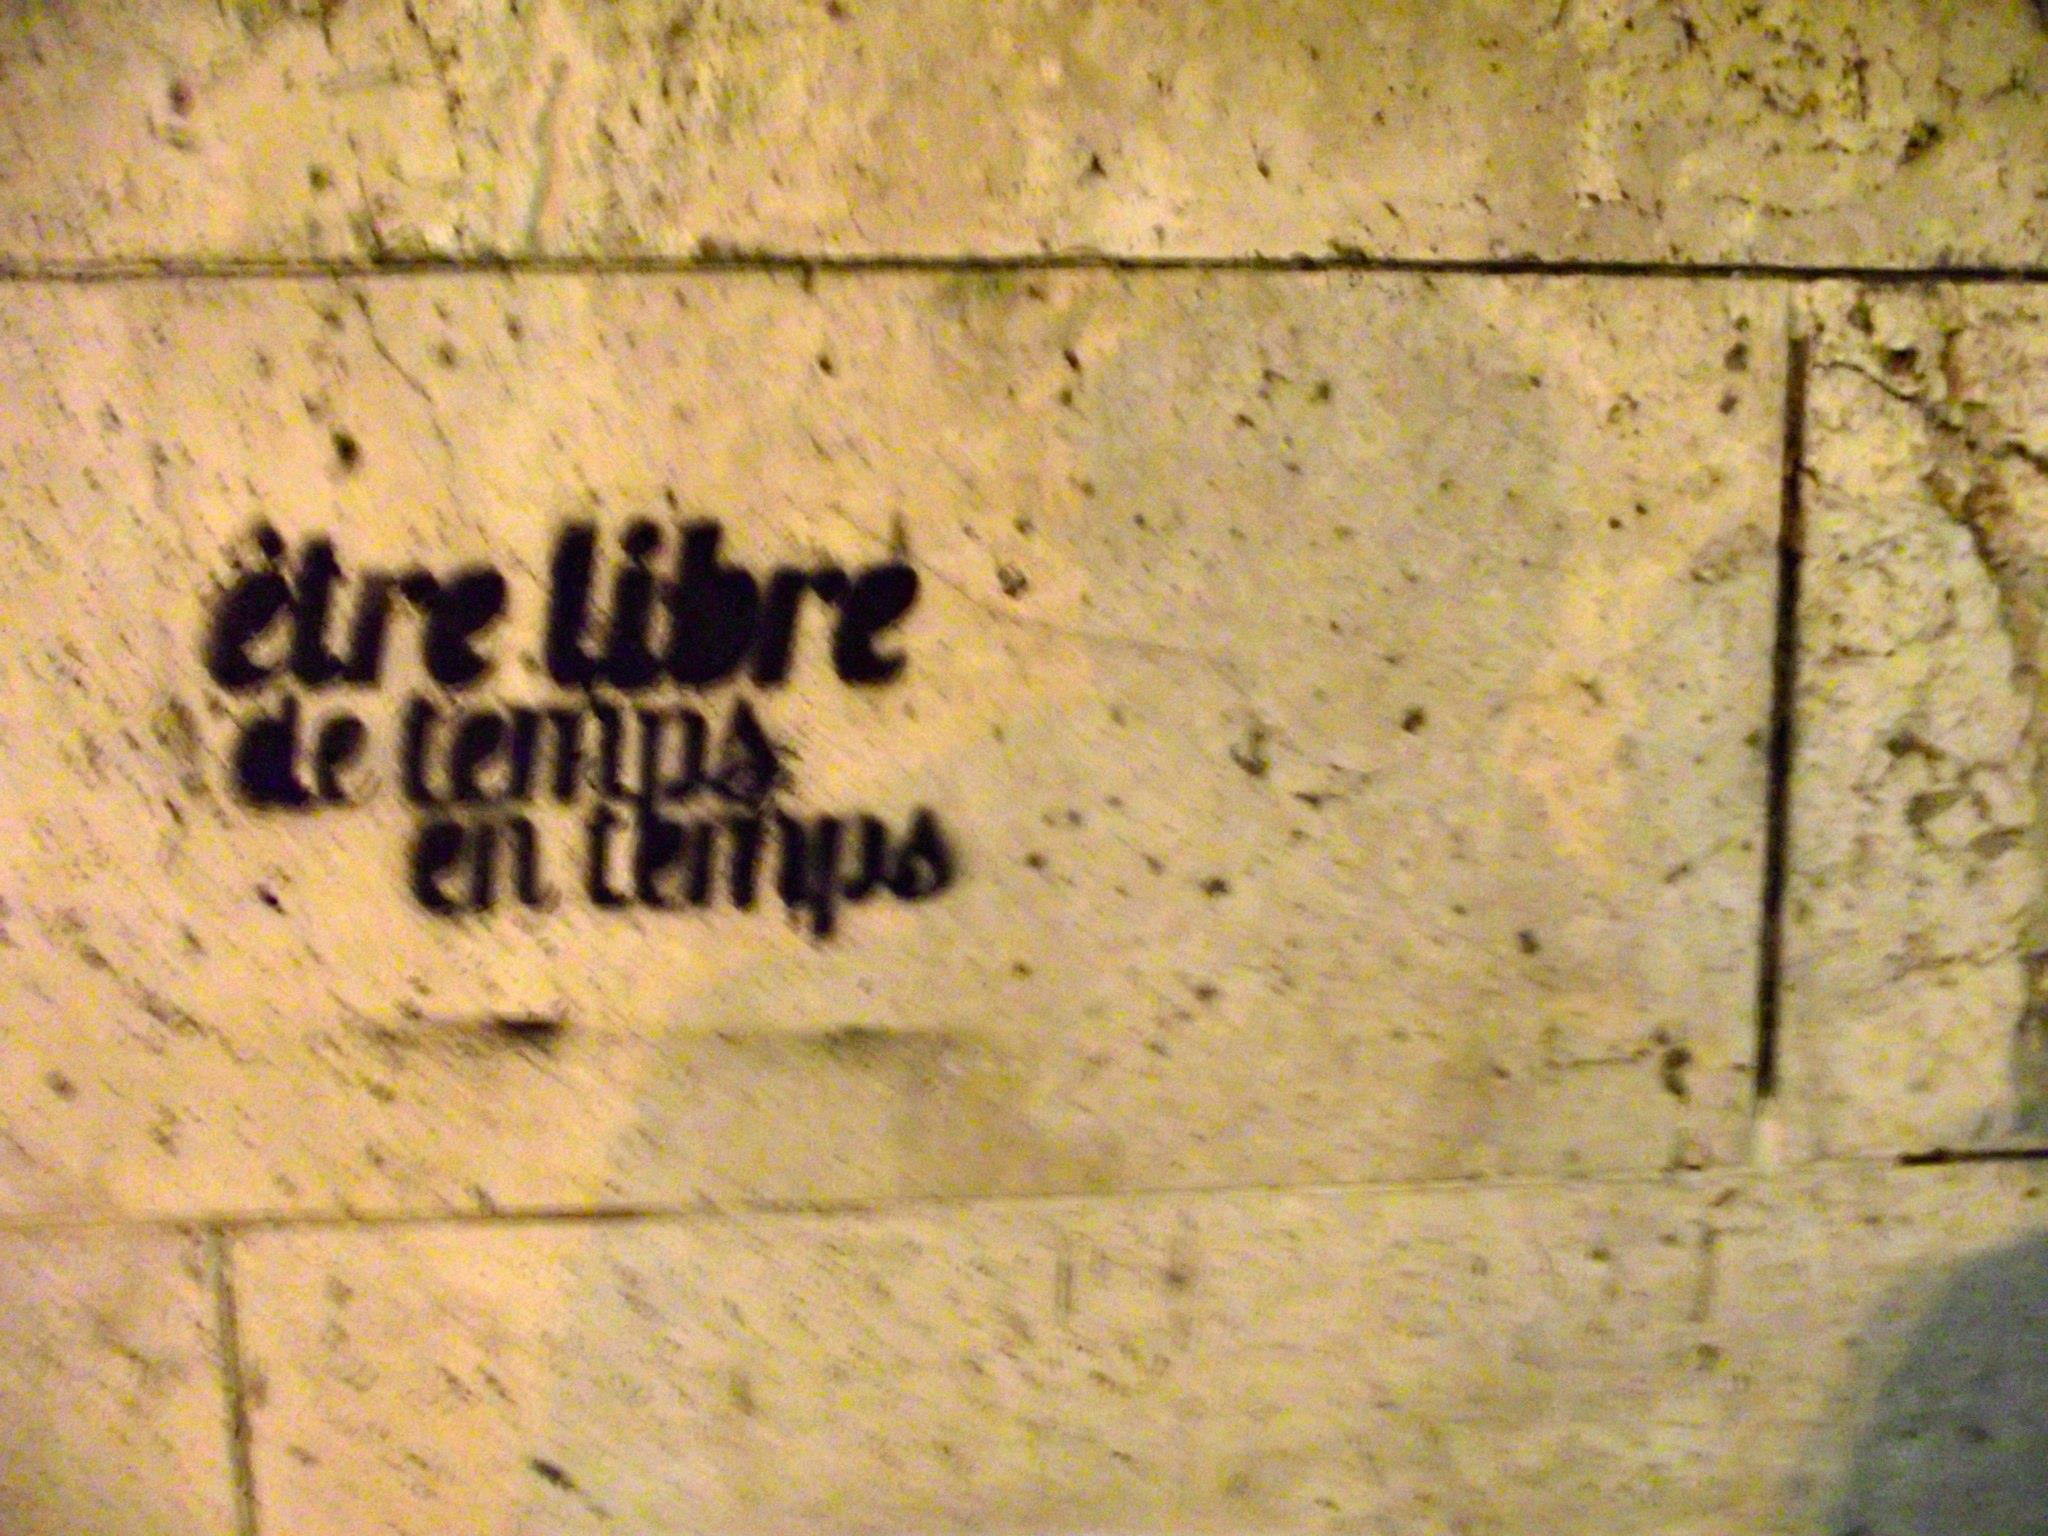 être libre
de temps
en temps